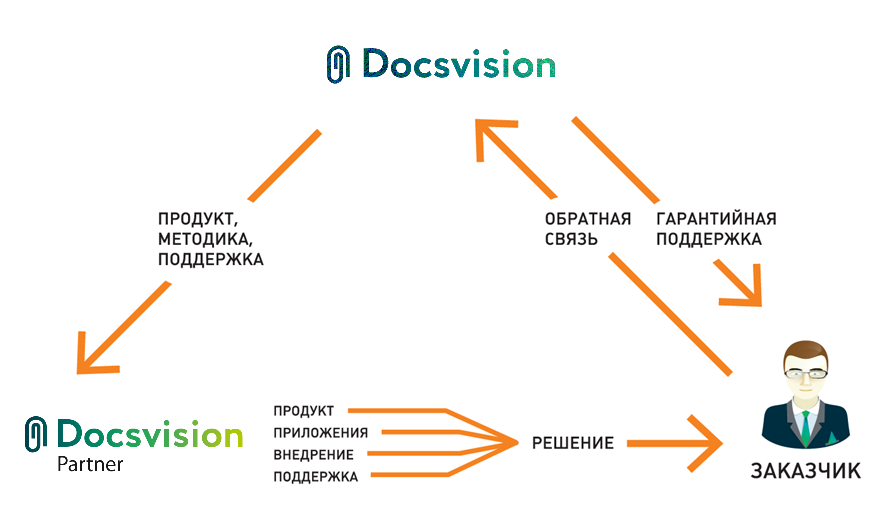 Docsvision
ПРОДУКТ,
МЕТОДИКА,
ПОДДЕРЖКА
ОБРАТНАЯ
СВЯЗЬ
ГАРАНТИЙНАЯ
ПОДДЕРЖКА
Docsvision
Partner
ПРОДУКТ
ПРИЛОЖЕНИЯ
ВНЕДРЕНИЕ
ПОДДЕРЖКА
РЕШЕНИЕ
ЗАКАЗЧИК